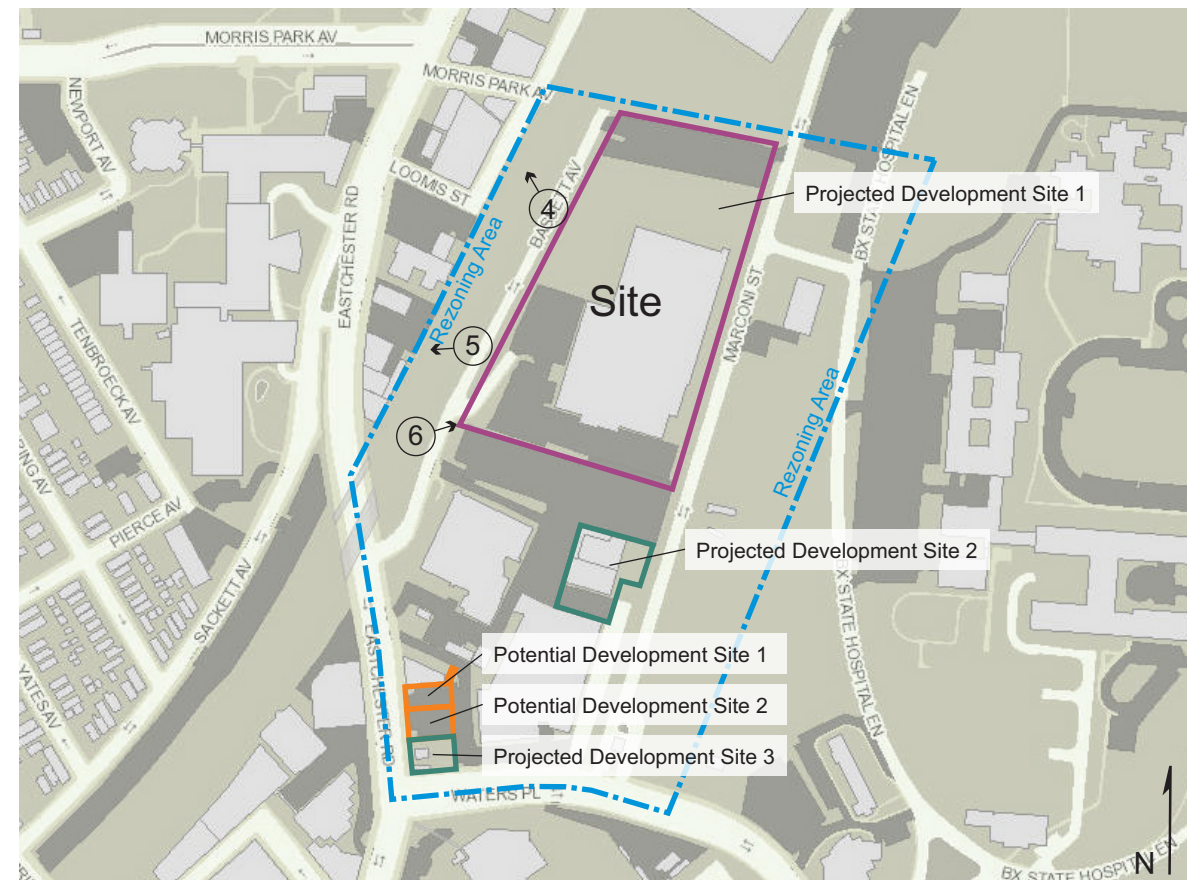 MORRIS PARK AV
MORRIS PARK AV
NEWPORT AV
LOOMIS ST
BX STATE HOSPITAL EN
4
BASSETT AV
Projected Development Site 1
Rezoning Area
EASTCHESTER RD
Site
MARCONI ST
5
TENBROECK AV
6
Rezoning Area
PIERCE AV
SACKETT AV
Projected Development Site 2
BX STATE HOSPITAL EN
YATES AV
EASTCHESTER RD
Potential Development Site 1
Potential Development Site 2
Projected Development Site 3
WATERS PL
BX STATE HOSPITAL EN
N